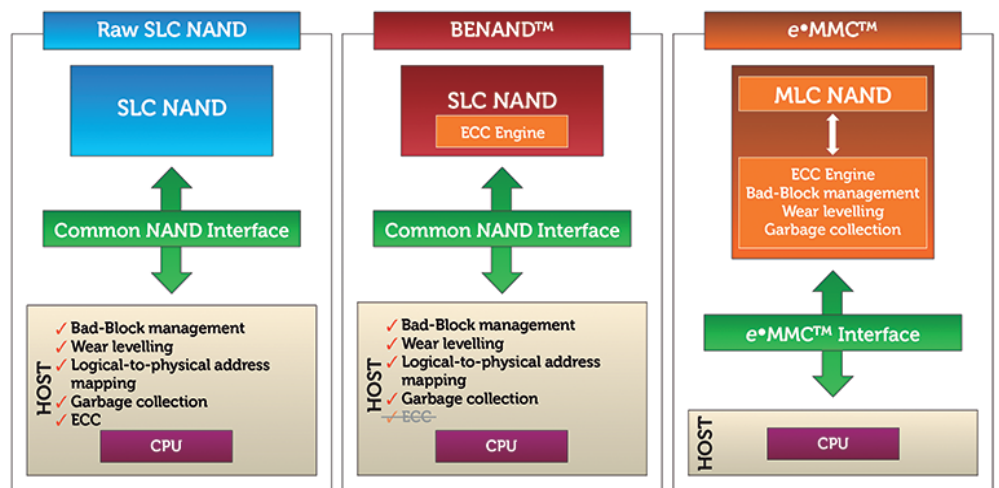 Raw SLC NAND
SLC NAND
Common NAND Interface
HOST
✓ Bad-Block management
✓ Wear levelling
✓ Logical-to-physical address
mapping
✓ Garbage collection
✓ ECC
CPU
BENAND™
SLC NAND
ECC Engine
Common NAND Interface
HOST
✓ Bad-Block management
✓ Wear levelling
✓ Logical-to-physical address
mapping
✓ Garbage collection
✓ ECC
CPU
e•MMC™
MLC NAND
ECC Engine
Bad-Block management
Wear levelling
Garbage collection
e•MMC™ Interface
HOST
CPU